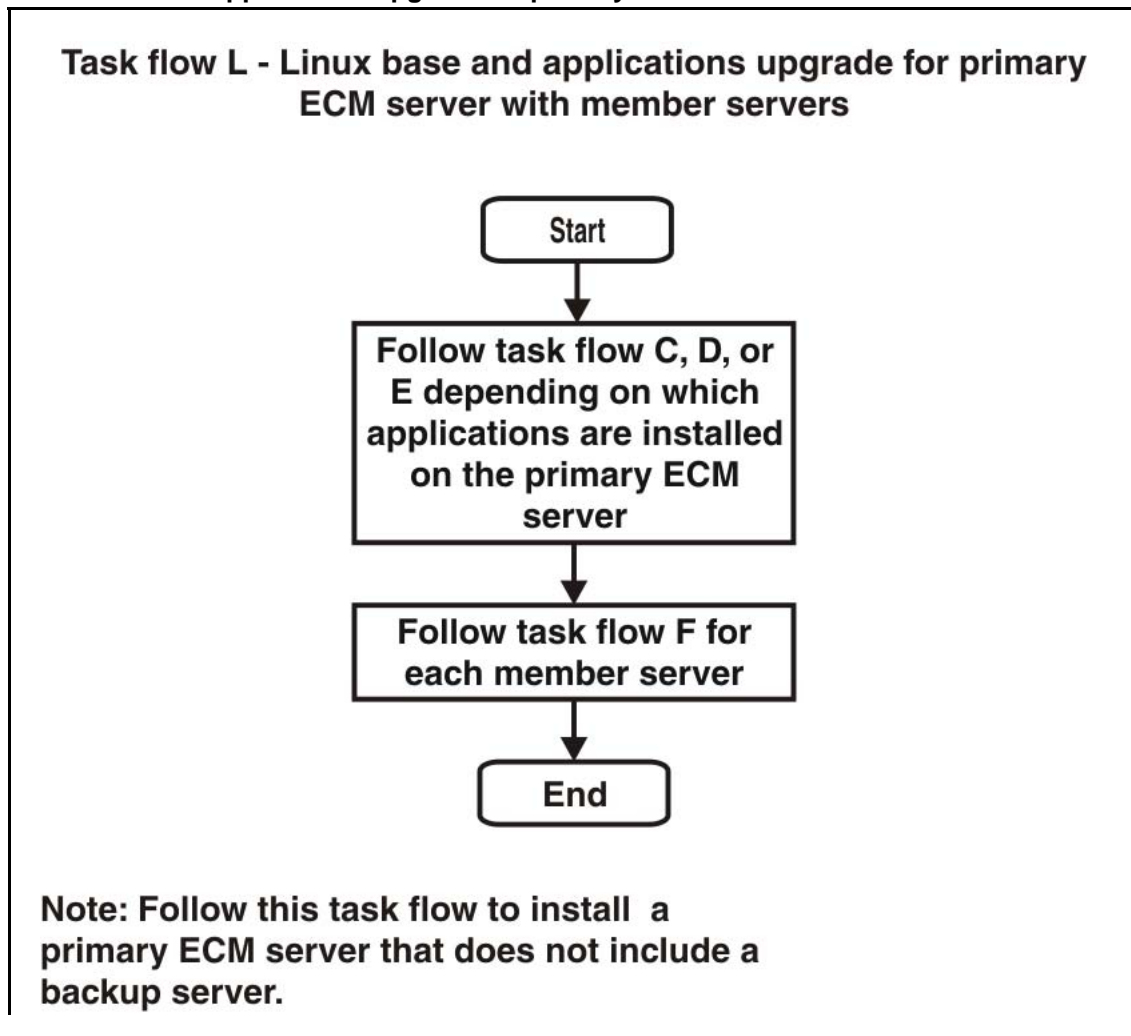 Task flow L - Linux base and applications upgrade for primary
ECM server with member servers
Start
Follow task flow C, D, or
E depending on which
applications are installed
on the primary ECM
server
Follow task flow F for
each member server
End
Note: Follow this task flow to install a
primary ECM server that does not include a
backup server.